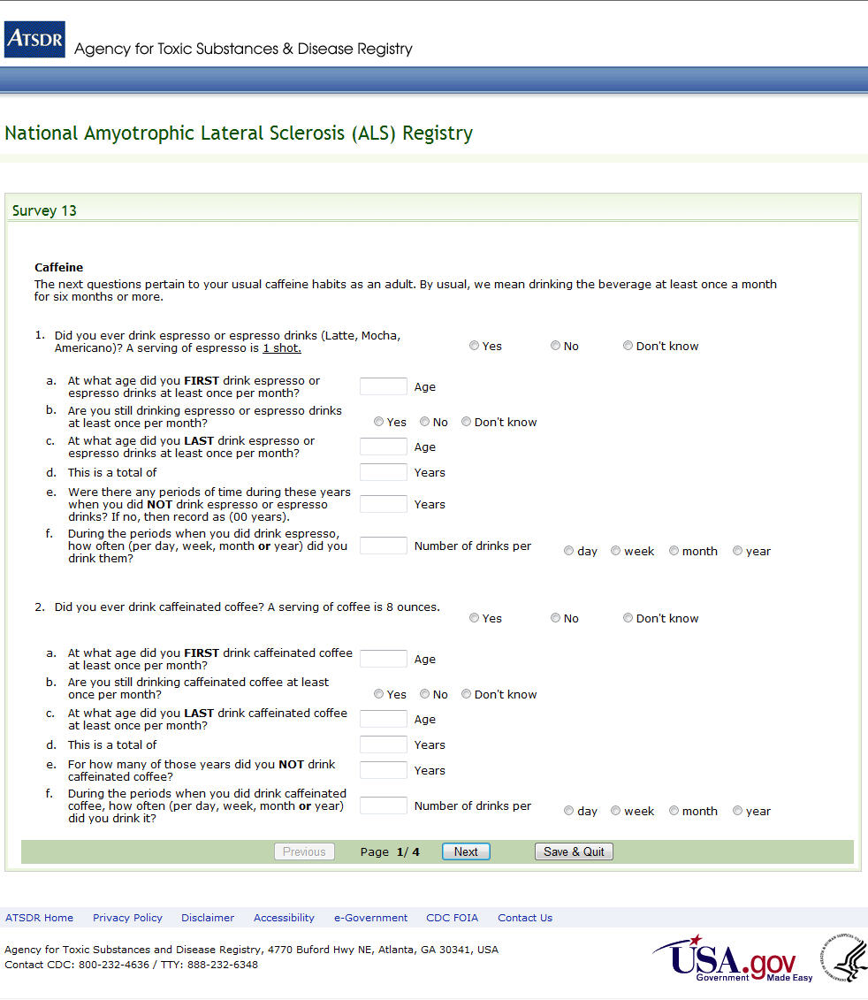 ATSDR
Agency for Toxic Substances & Disease Registry
National Amyotrophic Lateral Sclerosis (ALS) Registry
Survey 13
Caffeine
The next questions pertain to your usual caffeine habits as an adult. By usual, we mean drinking the beverage at least once a month
for six months or more.
1. Did you ever drink espresso or espresso drinks (Latte, Mocha,
Americano)? A serving of espresso is 1 shot.
Yes No Don't know
a. At what age did you FIRST drink espresso or
espresso drinks at least once per month?
Age
b. Are you still drinking espresso or espresso drinks
at least once per month?
Yes No Don't know
c. At what age did you LAST drink espresso or
espresso drinks at least once per month?
Age
d. This is a total of
Years
e. Were there any periods of time during these years
when you did NOT drink espresso or espresso
drinks? If no, then record as (00 years).
Years
f. During the periods when you did drink espresso,
how often (per day, week, month or year) did you
drink them?
Number of drinks per
day week month year
2. Did you ever drink caffeinated coffee? A serving of coffee is 8 ounces.
Yes No Don't know
a. At what age did you FIRST drink caffeinated coffee
at least once per month?
Age
b. Are you still drinking caffeinated coffee at least
once per month?
Yes No Don't know
c. At what age did you LAST drink caffeinated coffee
at least once per month?
Age
d. This is a total of
Years
e. For how many of those years did you NOT drink
caffeinated coffee?
Years
f. During the periods when you did drink caffeinated
coffee, how often (per day, week, month or year)
did you drink it?
Number of drinks per
day week month year
Previous Page 1/ 4 Next Save & Quit
ATSDR Home Privacy Policy Disclaimer Accessibility e-Government CDC FOIA Contact Us
Agency for Toxic Substances and Disease Registry, 4770 Buford Hwy NE, Atlanta, GA 30341, USA
Contact CDC: 800-232-4636 / TTY: 888-232-6348
USA.gov
Government Made Easy